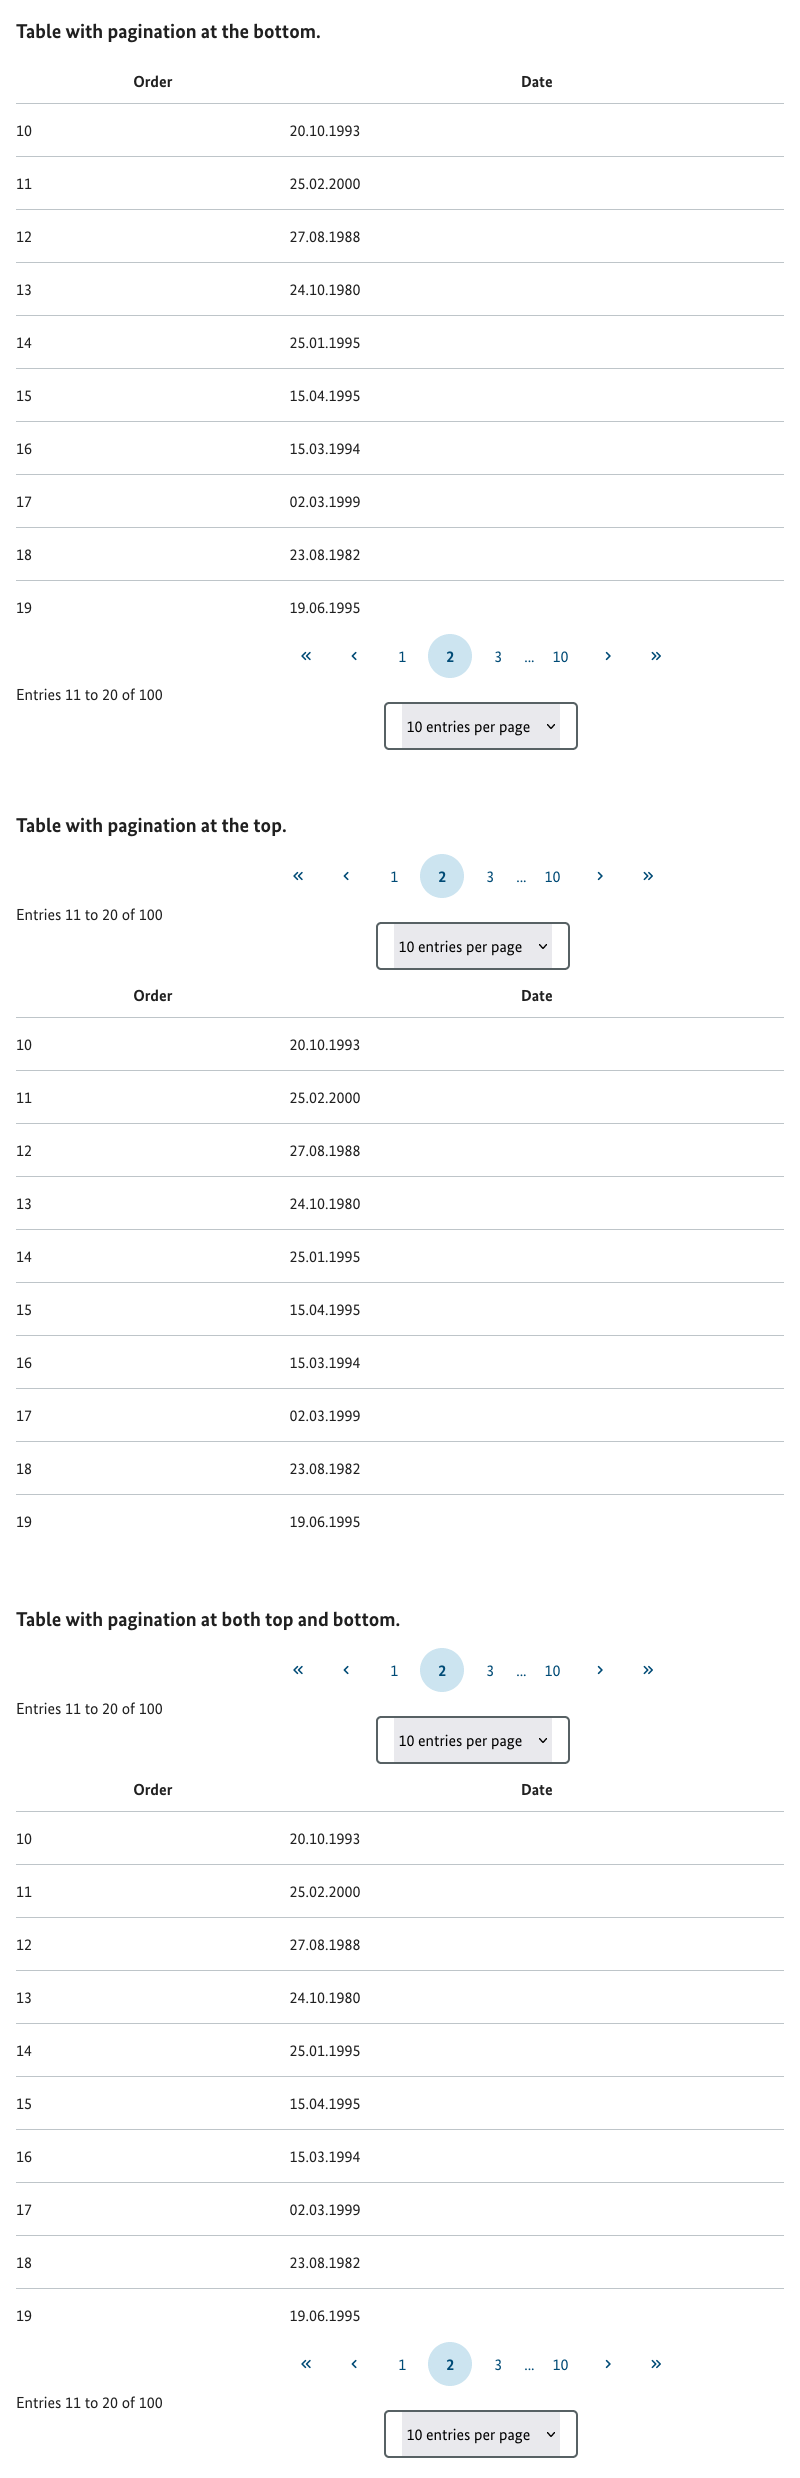 Table with pagination at the bottom.
Order Date
10 20.10.1993
11 25.02.2000
12 27.08.1988
13 24.10.1980
14 25.01.1995
15 15.04.1995
16 15.03.1994
17 02.03.1999
18 23.08.1982
19 19.06.1995
« ‹ 1 2 3 ... 10 › »
Entries 11 to 20 of 100
10 entries per page
Table with pagination at the top.
« ‹ 1 2 3 ... 10 › »
Entries 11 to 20 of 100
10 entries per page
Order Date
10 20.10.1993
11 25.02.2000
12 27.08.1988
13 24.10.1980
14 25.01.1995
15 15.04.1995
16 15.03.1994
17 02.03.1999
18 23.08.1982
19 19.06.1995
Table with pagination at both top and bottom.
« ‹ 1 2 3 ... 10 › »
Entries 11 to 20 of 100
10 entries per page
Order Date
10 20.10.1993
11 25.02.2000
12 27.08.1988
13 24.10.1980
14 25.01.1995
15 15.04.1995
16 15.03.1994
17 02.03.1999
18 23.08.1982
19 19.06.1995
« ‹ 1 2 3 ... 10 › »
Entries 11 to 20 of 100
10 entries per page